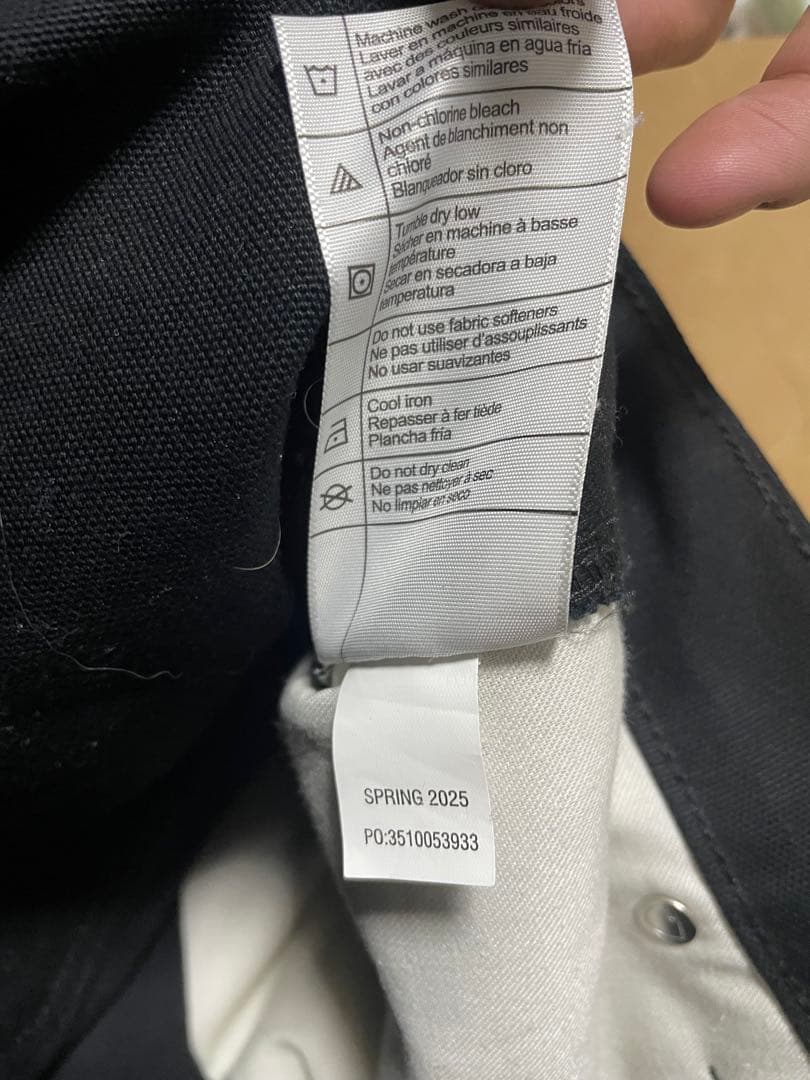 Machine wash
Laver en machine en eau froide
avec des couleurs similaires
Lavar a máquina en agua fría
con colores similares
Non-chlorine bleach
Agent de blanchiment non
chloré
Blanqueador sin cloro
Tumble dry low
Sécher en machine à basse
température
Secar en secadora a baja
temperatura
Do not use fabric softeners
Ne pas utiliser d'assouplissants
No usar suavizantes
Cool iron
Repasser à fer tiède
Plancha fría
Do not dry clean
Ne pas nettoyer à sec
No limpiar en seco
SPRING 2025
PO:3510053933